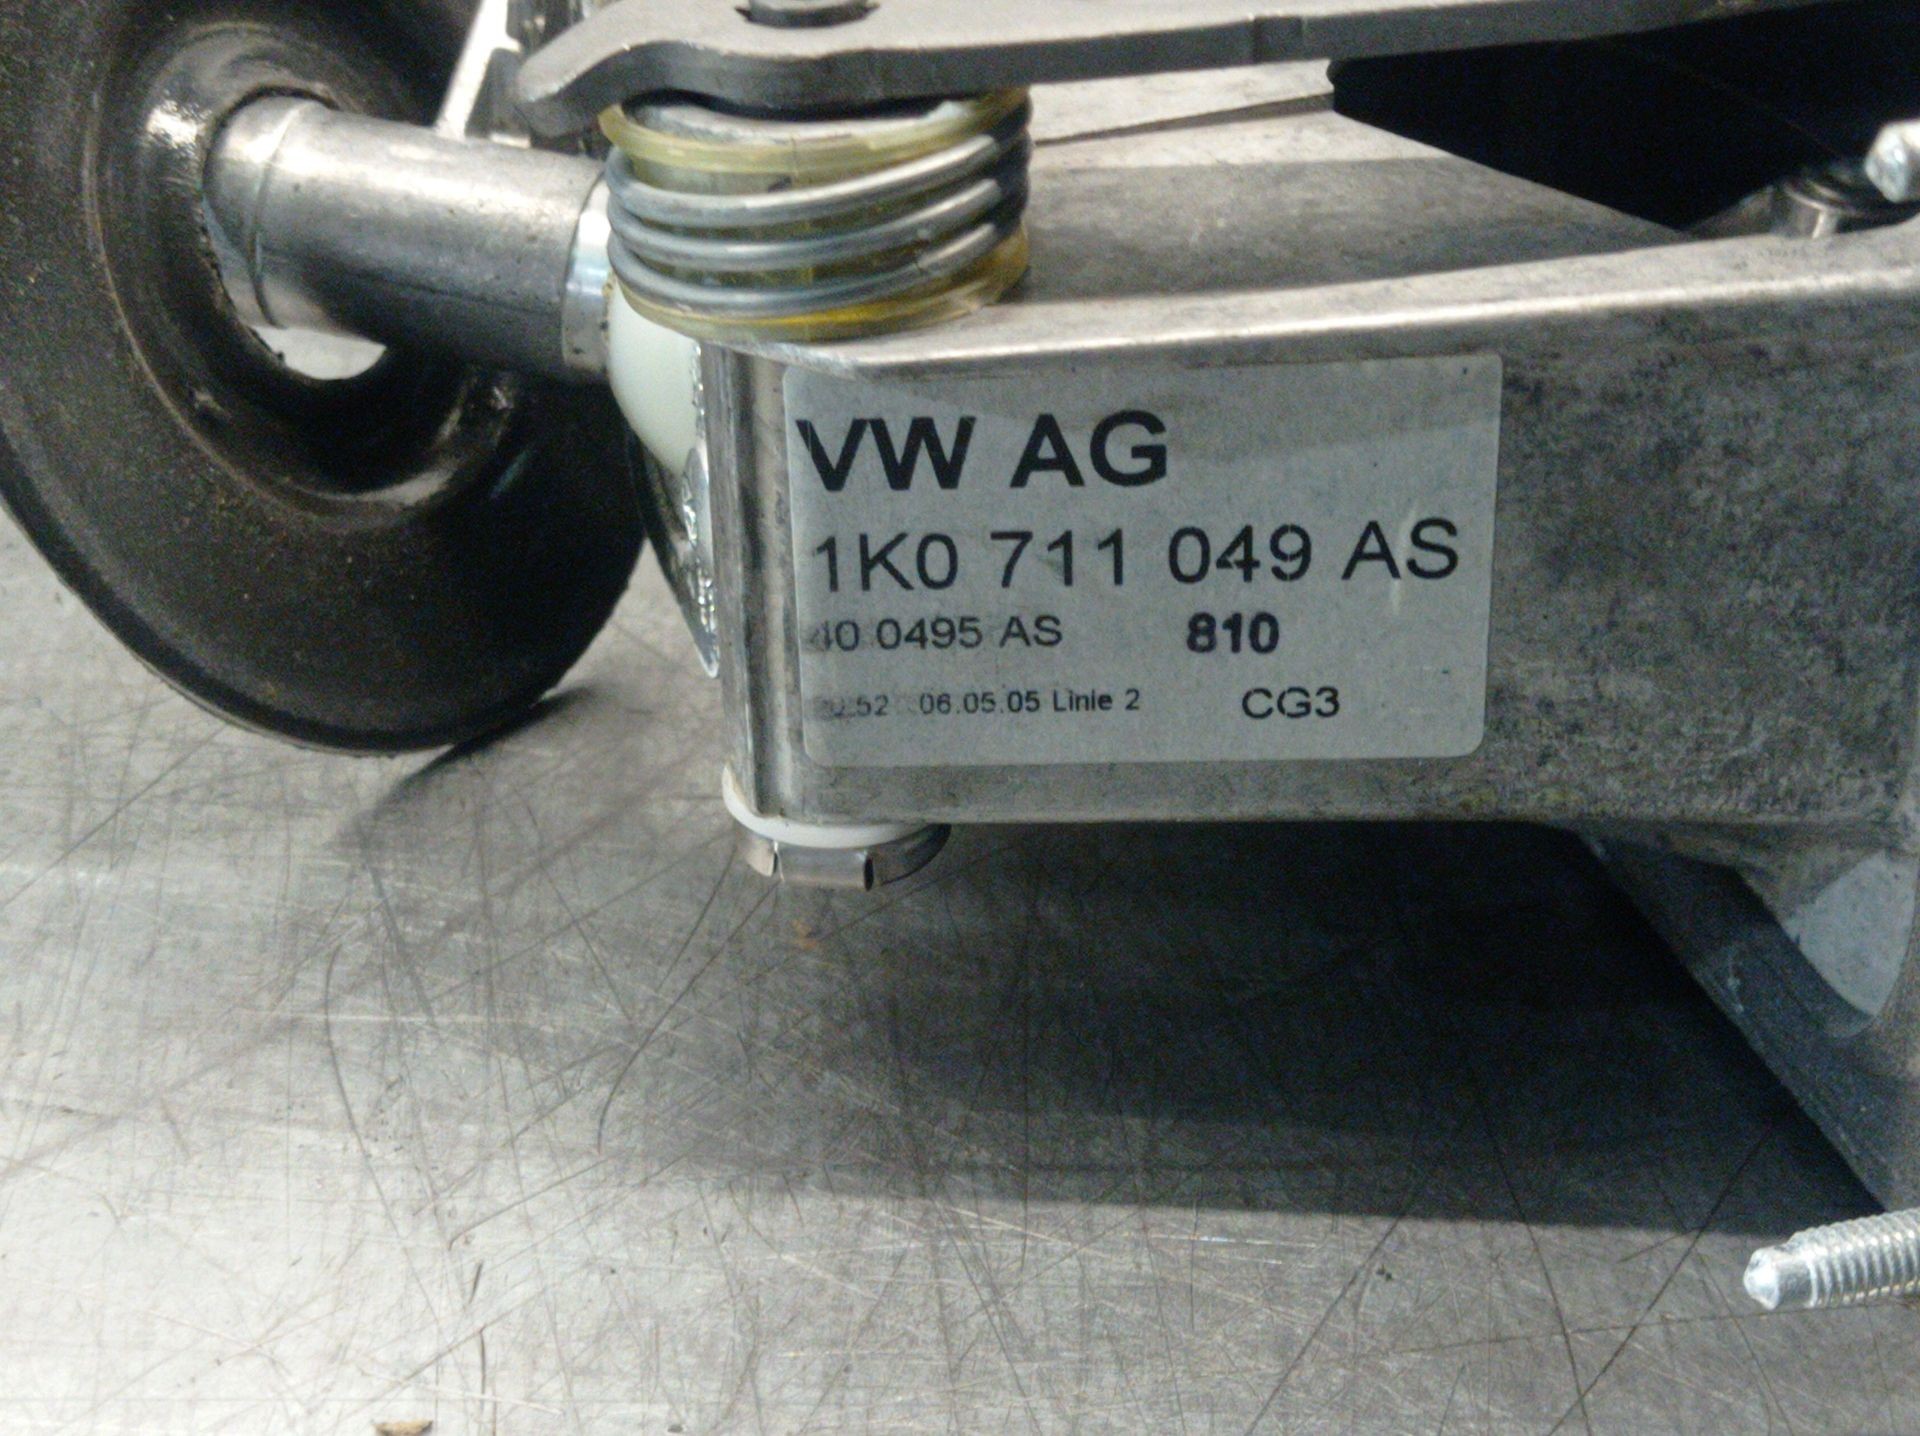 VW AG
1K0 711 049 AS
40 0495 AS 810
06.05.05 Linie 2 CG3